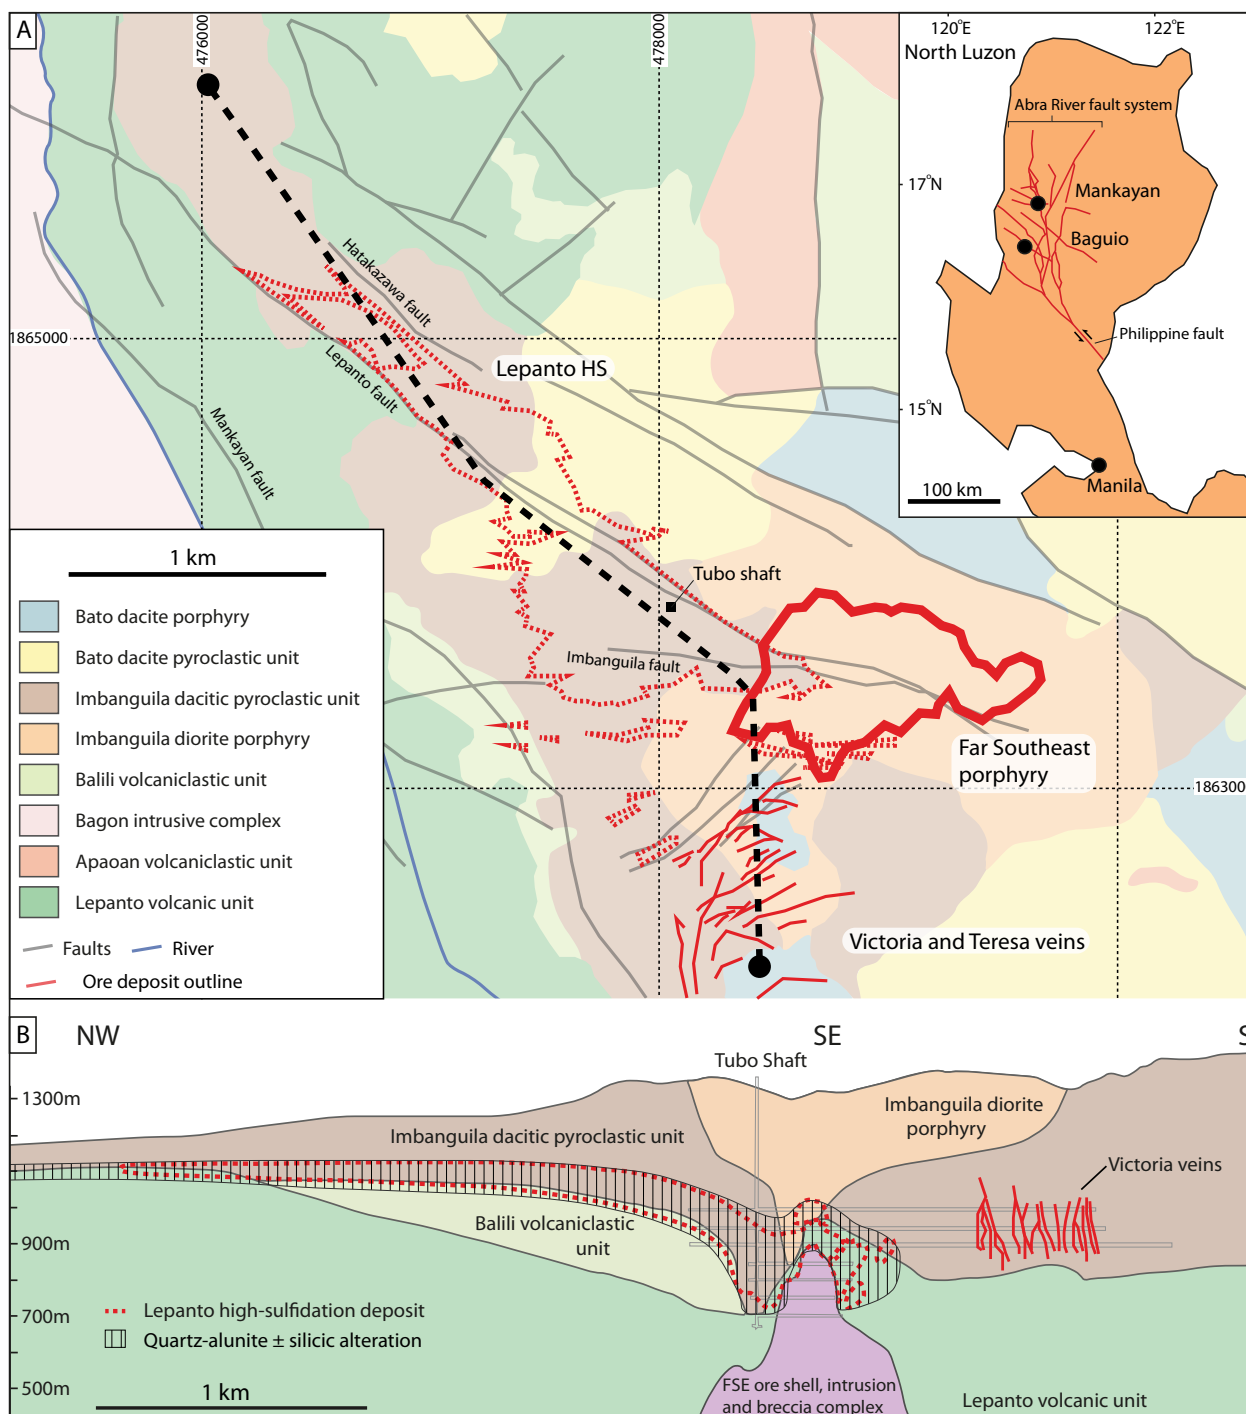 A
476000
478000
120°E
122°E
North Luzon
Abra River fault system
17°N
Mankayan
Baguio
Philippine fault
15°N
Manila
100 km
Hatakazawa fault
1865000
Lepanto fault
Lepanto HS
Mankayan fault
Tubo shaft
Imbanguila fault
Far Southeast
porphyry
186300
Victoria and Teresa veins
1 km
Bato dacite porphyry
Bato dacite pyroclastic unit
Imbanguila dacitic pyroclastic unit
Imbanguila diorite porphyry
Balili volcaniclastic unit
Bagon intrusive complex
Apaoan volcaniclastic unit
Lepanto volcanic unit
Faults
River
Ore deposit outline
B
NW
SE
S
Tubo Shaft
1300m
Imbanguila diorite
porphyry
Imbanguila dacitic pyroclastic unit
Victoria veins
Balili volcaniclastic
unit
900m
Lepanto high-sulfidation deposit
700m
Quartz-alunite ± silicic alteration
500m
1 km
FSE ore shell, intrusion
and breccia complex
Lepanto volcanic unit